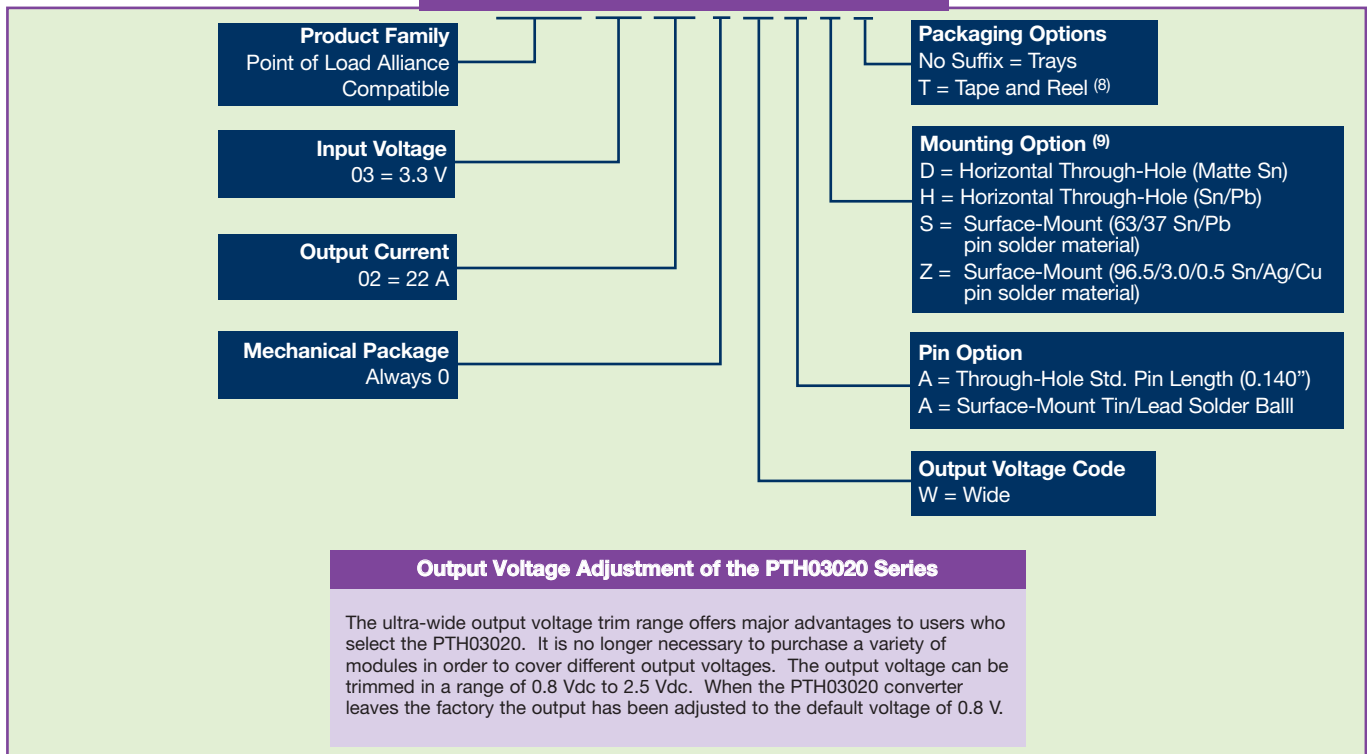 Product Family
Point of Load Alliance
Compatible
Input Voltage
03 = 3.3 V
Output Current
02 = 22 A
Mechanical Package
Always 0
Packaging Options
No Suffix = Trays
T = Tape and Reel (8)
Mounting Option (9)
D = Horizontal Through-Hole (Matte Sn)
H = Horizontal Through-Hole (Sn/Pb)
S = Surface-Mount (63/37 Sn/Pb
pin solder material)
Z = Surface-Mount (96.5/3.0/0.5 Sn/Ag/Cu
pin solder material)
Pin Option
A = Through-Hole Std. Pin Length (0.140”)
A = Surface-Mount Tin/Lead Solder Balll
Output Voltage Code
W = Wide
Output Voltage Adjustment of the PTH03020 Series
The ultra-wide output voltage trim range offers major advantages to users who
select the PTH03020. It is no longer necessary to purchase a variety of
modules in order to cover different output voltages. The output voltage can be
trimmed in a range of 0.8 Vdc to 2.5 Vdc. When the PTH03020 converter
leaves the factory the output has been adjusted to the default voltage of 0.8 V.